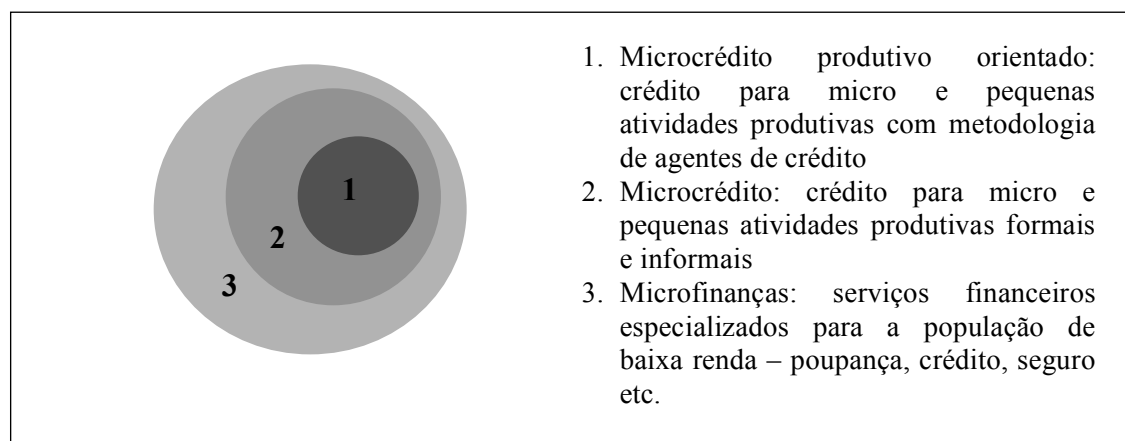 1
2
3
1. Microcrédito produtivo orientado:
crédito para micro e pequenas
atividades produtivas com metodologia
de agentes de crédito
2. Microcrédito: crédito para micro e
pequenas atividades produtivas formais
e informais
3. Microfinanças: serviços financeiros
especializados para a população de
baixa renda – poupança, crédito, seguro
etc.